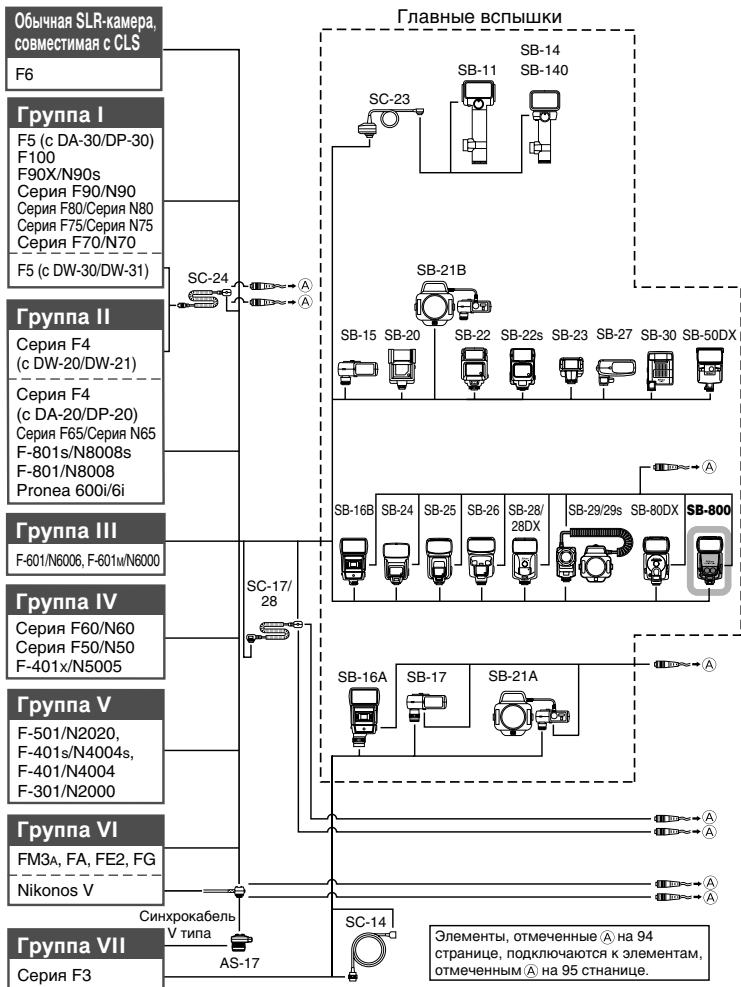 Обычная SLR-камера,
совместимая с CLS
F6
Группа I
F5 (с DA-30/DP-30)
F100
F90X/N90s
Серия F90/N90
Серия F80/Серия N80
Серия F75/Серия N75
Серия F70/N70
F5 (с DW-30/DW-31)
Группа II
Серия F4
(с DW-20/DW-21)
Серия F4
(с DA-20/DP-20)
Серия F65/Серия N65
F-801s/N8008s
F-801/N8008
Pronea 600i/6i
Группа III
F-601/N6006, F-601M/N6000
Группа IV
Серия F60/N60
Серия F50/N50
F-401x/N5005
Группа V
F-501/N2020,
F-401s/N4004s,
F-401/N4004
F-301/N2000
Группа VI
FM3A, FA, FE2, FG
Nikonos V
Синхрокабель
V типа
AS-17
Группа VII
Серия F3
SC-24
Ⓐ
Ⓐ
SC-17/
28
Главные вспышки
SC-23
SB-11
SB-14
SB-140
SB-21B
SB-15
SB-20
SB-22
SB-22s
SB-23
SB-27
SB-30
SB-50DX
Ⓐ
SB-16B
SB-24
SB-25
SB-26
SB-28/
28DX
SB-29/29s
SB-80DX
SB-800
SB-16A
SB-17
SB-21A
Ⓐ
Ⓐ
Ⓐ
Ⓐ
Ⓐ
SC-14
Элементы, отмеченные Ⓐ на 94
странице, подключаются к элементам,
отмеченным Ⓐ на 95 стнанице.